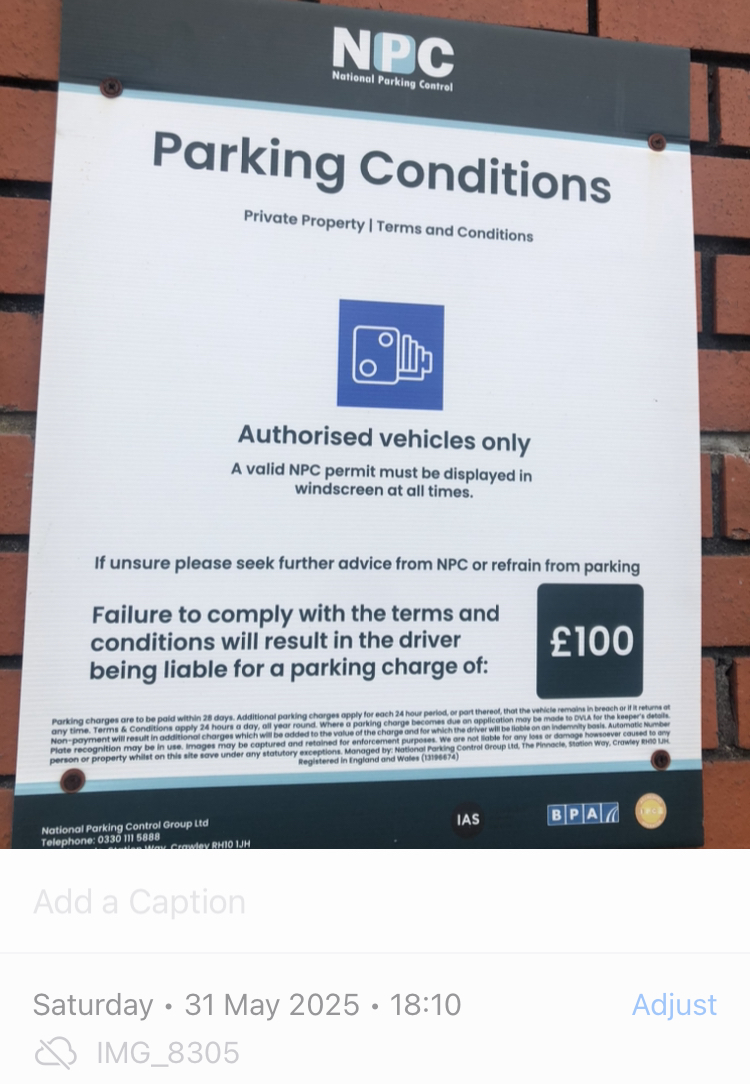 NPC
National Parking Control
Parking Conditions
Private Property | Terms and Conditions
Authorised vehicles only
A valid NPC permit must be displayed in
windscreen at all times.
If unsure please seek further advice from NPC or refrain from parking
Failure to comply with the terms and
conditions will result in the driver
being liable for a parking charge of:
£100
Parking charges are to be paid within 28 days. Additional parking charges apply for each 24 hour period, or part thereof, that the vehicle remains in breach or if it returns at
any time. Terms & Conditions apply 24 hours a day, all year round. Where a parking charge becomes due an application may be made to DVLA for the keeper's details.
Non-payment will result in additional charges which will be added to the value of the charge and for which the driver will be liable on an indemnity basis. Automatic Number
Plate recognition may be in use. Images may be captured and retained for enforcement purposes. We are not liable for any loss or damage howsoever caused to any
person or property whilst on this site save under any statutory exceptions. Managed by: National Parking Control Group Ltd, The Pinnacle, Station Way, Crawley RH10 1JH.
Registered in England and Wales (13196674)
National Parking Control Group Ltd
Telephone: 0330 111 5888
Station Way, Crawley RH10 1JH
IAS
BPA
Add a Caption
Saturday • 31 May 2025 • 18:10
Adjust
IMG_8305